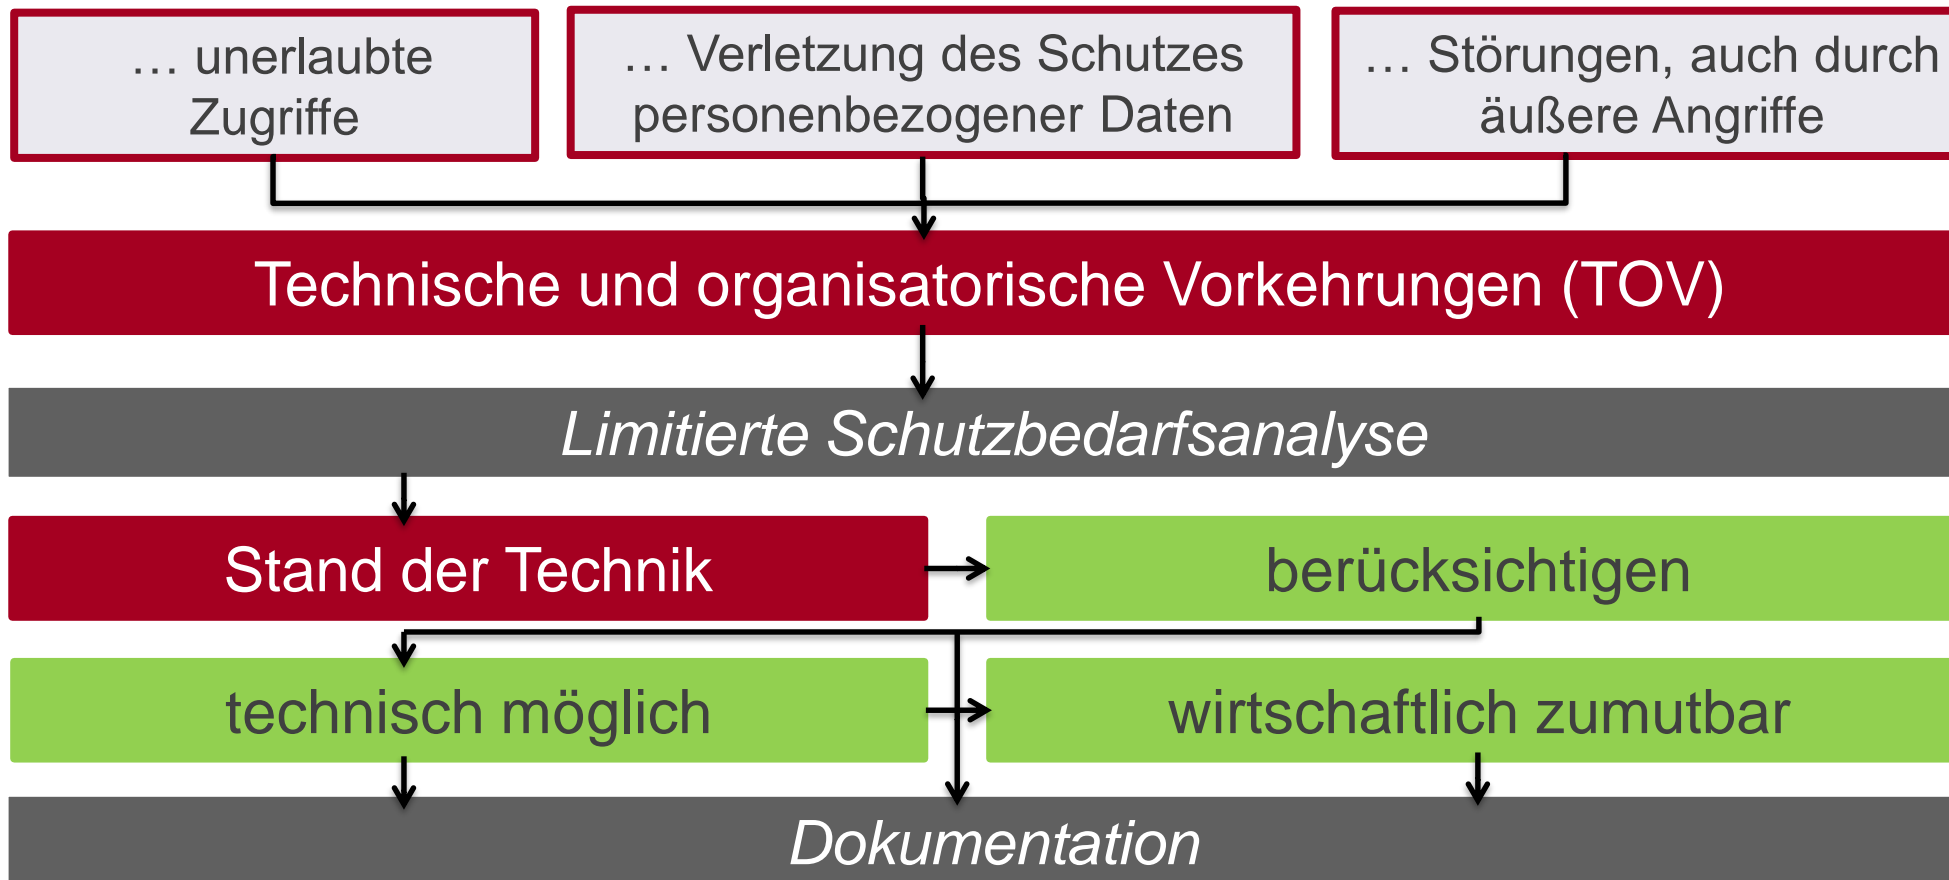 … unerlaubte
Zugriffe
… Verletzung des Schutzes
personenbezogener Daten
… Störungen, auch durch
äußere Angriffe
Technische und organisatorische Vorkehrungen (TOV)
Limitierte Schutzbedarfsanalyse
Stand der Technik
berücksichtigen
technisch möglich
wirtschaftlich zumutbar
Dokumentation